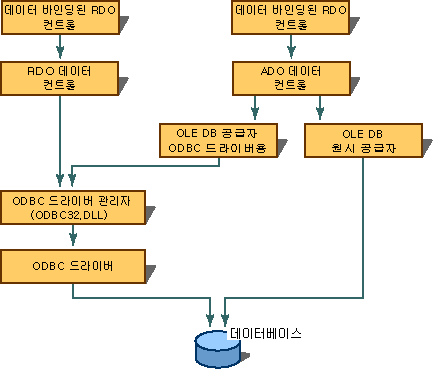 데이터 바인딩된 RDO
컨트롤
데이터 바인딩된 RDO
컨트롤
RDO 데이터
컨트롤
ADO 데이터
컨트롤
OLE DB 공급자
ODBC 드라이버용
OLE DB
원시 공급자
ODBC 드라이버 관리자
(ODBC32,DLL)
ODBC 드라이버
데이터베이스